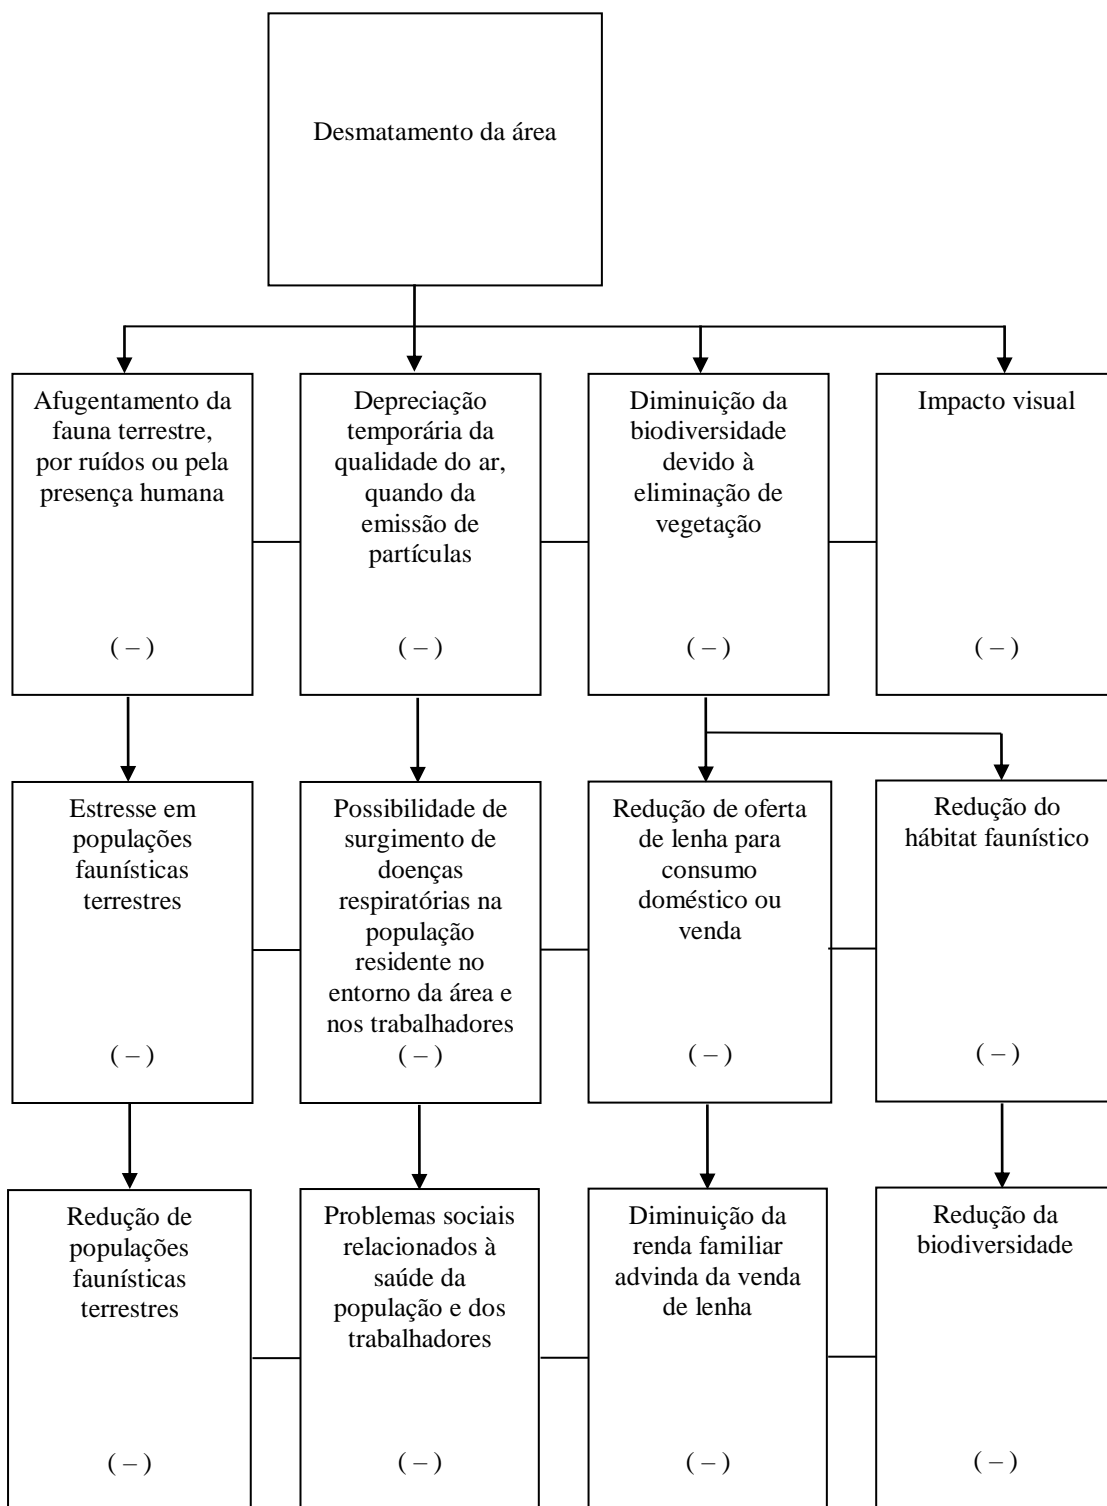 Desmatamento da área
Afugentamento da
fauna terrestre,
por ruídos ou pela
presença humana
( – )
Depreciação
temporária da
qualidade do ar,
quando da
emissão de
partículas
( – )
Diminuição da
biodiversidade
devido à
eliminação de
vegetação
( – )
Impacto visual
( – )
Estresse em
populações
faunísticas
terrestres
( – )
Possibilidade de
surgimento de
doenças
respiratórias na
população
residente no
entorno da área e
nos trabalhadores
( – )
Redução de oferta
de lenha para
consumo
doméstico ou
venda
( – )
Redução do
hábitat faunístico
( – )
Redução de
populações
faunísticas
terrestres
( – )
Problemas sociais
relacionados à
saúde da
população e dos
trabalhadores
( – )
Diminuição da
renda familiar
advinda da venda
de lenha
( – )
Redução da
biodiversidade
( – )